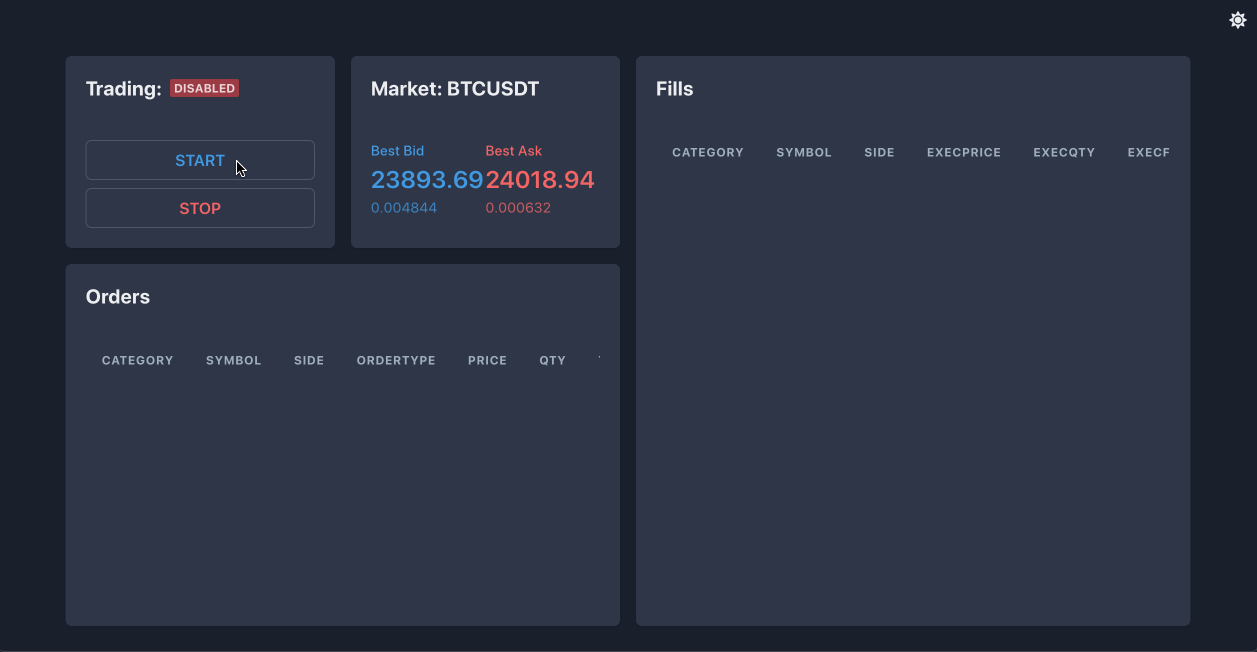 Trading: DISABLED
START
STOP
Market: BTCUSDT
Best Bid Best Ask
23893.69 24018.94
0.004844 0.000632
Orders
CATEGORY SYMBOL SIDE ORDERTYPE PRICE QTY
Fills
CATEGORY SYMBOL SIDE EXECPRICE EXECQTY EXECF